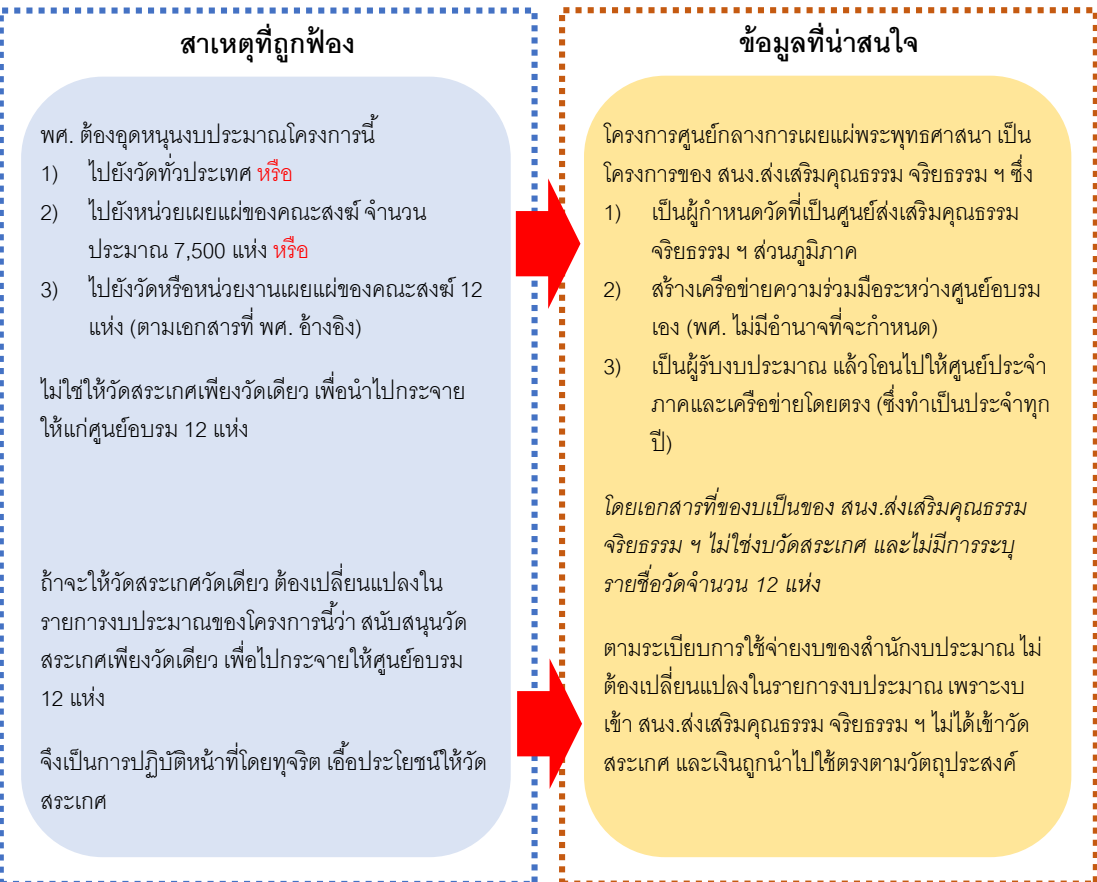 สาเหตุที่ถูกฟ้อง
พศ. ต้องอุดหนุนงบประมาณโครงการนี้
1) ไปยังวัดทั่วประเทศ หรือ
2) ไปยังหน่วยเผยแผ่ของคณะสงฆ์ จำนวน
ประมาณ 7,500 แห่ง หรือ
3) ไปยังวัดหรือหน่วยงานเผยแผ่ของคณะสงฆ์ 12
แห่ง (ตามเอกสารที่ พศ. อ้างอิง)
ไม่ใช่ให้วัดสระเกศเพียงวัดเดียว เพื่อนำไปกระจาย
ให้แก่ศูนย์อบรม 12 แห่ง
ถ้าจะให้วัดสระเกศวัดเดียว ต้องเปลี่ยนแปลงใน
รายการงบประมาณของโครงการนี้ว่า สนับสนุนวัด
สระเกศเพียงวัดเดียว เพื่อไปกระจายให้ศูนย์อบรม
12 แห่ง
จึงเป็นการปฏิบัติหน้าที่โดยทุจริต เอื้อประโยชน์ให้วัด
สระเกศ
ข้อมูลที่น่าสนใจ
โครงการศูนย์กลางการเผยแผ่พระพุทธศาสนา เป็น
โครงการของ สนง.ส่งเสริมคุณธรรม จริยธรรม ฯ ซึ่ง
1) เป็นผู้กำหนดวัดที่เป็นศูนย์ส่งเสริมคุณธรรม
จริยธรรม ฯ ส่วนภูมิภาค
2) สร้างเครือข่ายความร่วมมือระหว่างศูนย์อบรม
เอง (พศ. ไม่มีอำนาจที่จะกำหนด)
3) เป็นผู้รับงบประมาณ แล้วโอนไปให้ศูนย์ประจำ
ภาคและเครือข่ายโดยตรง (ซึ่งทำเป็นประจำทุก
ปี)
โดยเอกสารที่ของบเป็นของ สนง.ส่งเสริมคุณธรรม
จริยธรรม ฯ ไม่ใช่งบวัดสระเกศ และไม่มีการระบุ
รายชื่อวัดจำนวน 12 แห่ง
ตามระเบียบการใช้จ่ายงบของสำนักงบประมาณ ไม่
ต้องเปลี่ยนแปลงในรายการงบประมาณ เพราะงบ
เข้า สนง.ส่งเสริมคุณธรรม จริยธรรม ฯ ไม่ได้เข้าวัด
สระเกศ และเงินถูกนำไปใช้ตรงตามวัตถุประสงค์